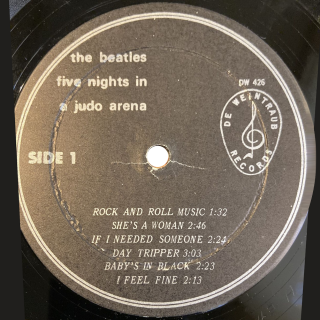 the beatles
five nights in
a judo arena
DW 426
DE WEINTRAUB
RECORDS
SIDE 1
ROCK AND ROLL MUSIC 1:32
SHE'S A WOMAN 2:46
IF I NEEDED SOMEONE 2:24
DAY TRIPPER 3:03
BABY'S IN BLACK 2:23
I FEEL FINE 2:13